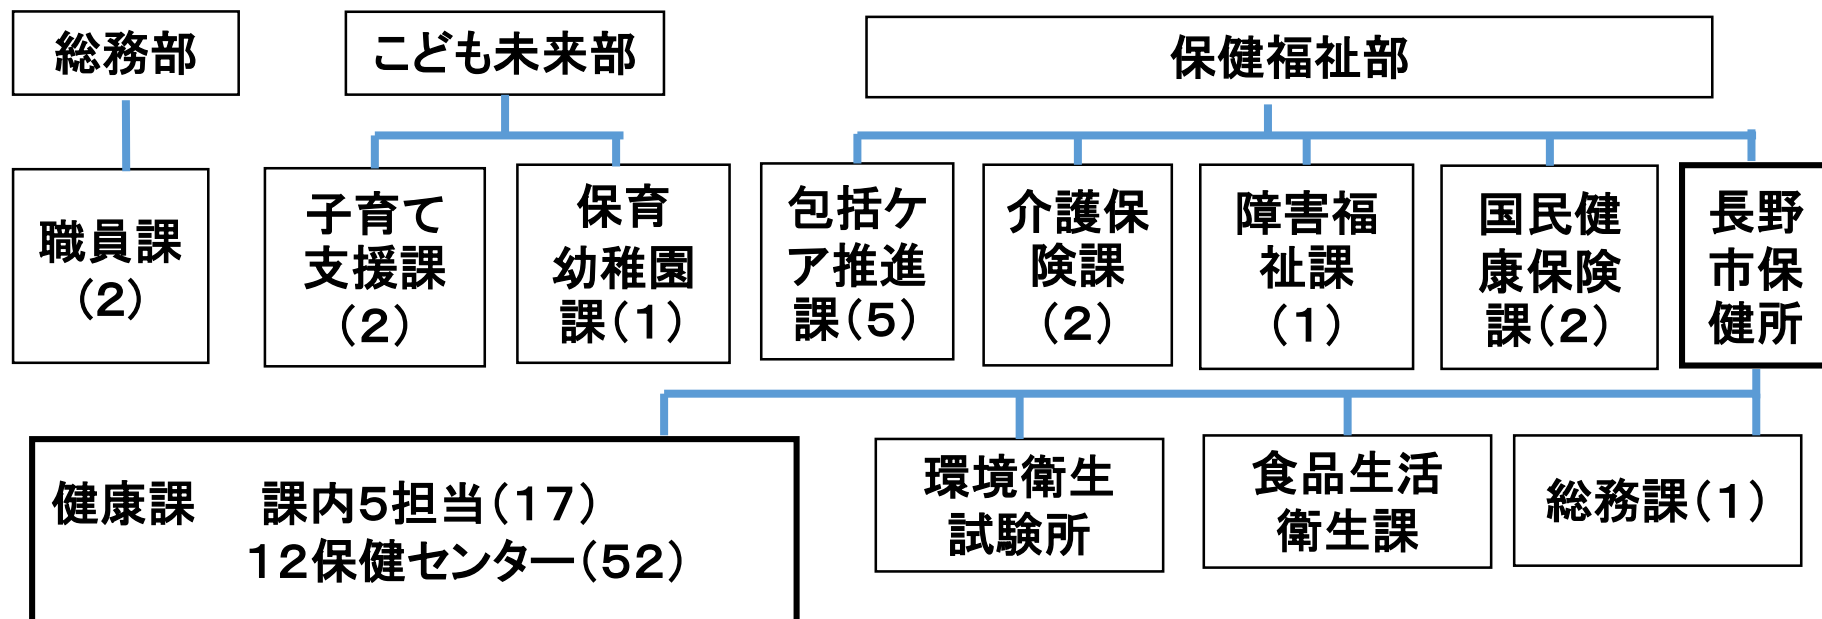 総務部
こども未来部
保健福祉部
職員課
（２）
子育て
支援課
（２）
保育
幼稚園
課（１）
包括ケ
ア推進
課（５）
介護保
険課
（２）
障害福
祉課
（１）
国民健
康保険
課（２）
長野
市保
健所
健康課　課内５担当（１７）
１２保健センター（５２）
環境衛生
試験所
食品生活
衛生課
総務課（１）